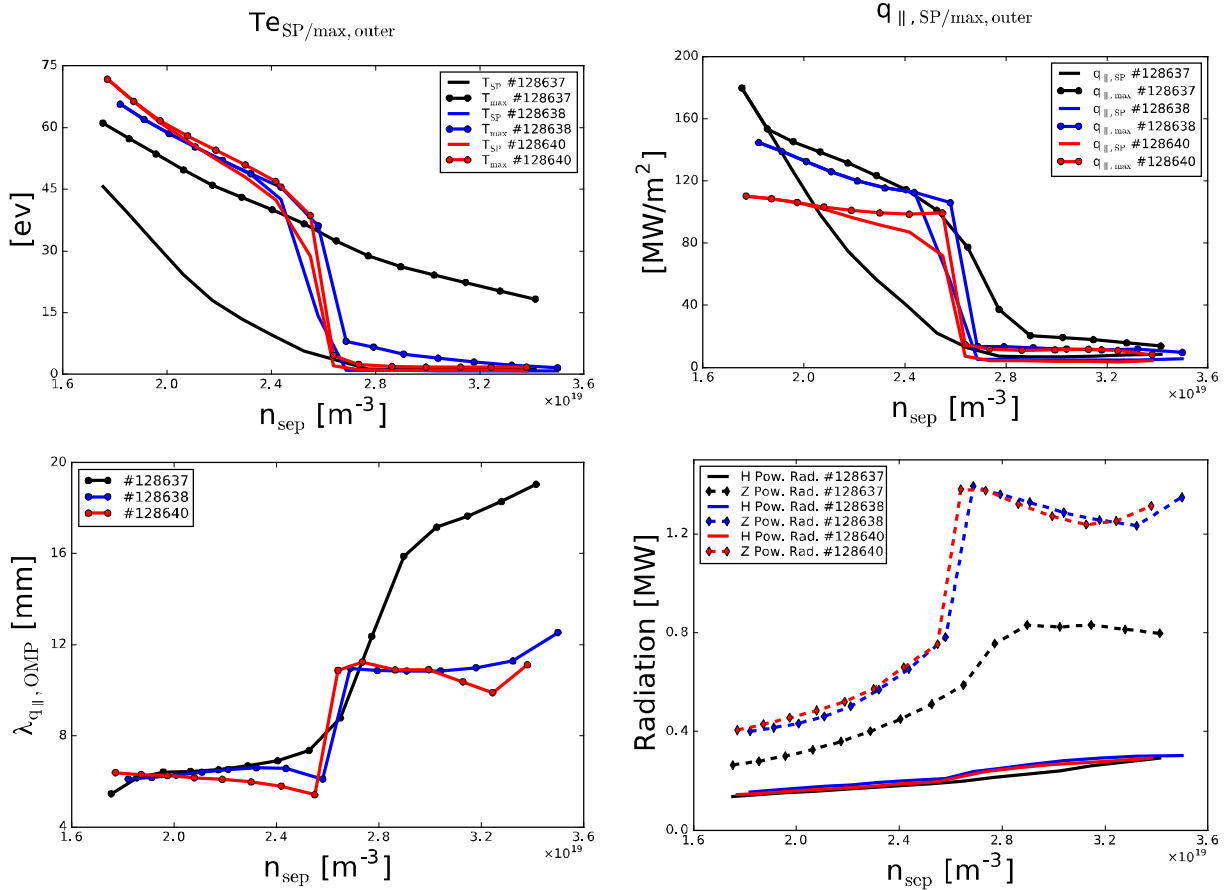 Te_SP/max, outer
75
60
45
30
15
0
[ev]
T_SP #128637
T_max #128637
T_SP #128638
T_max #128638
T_SP #128640
T_max #128640
1.6 2.0 2.4 2.8 3.2 3.6
×10^19
n_sep [m^-3]
q_∥, SP/max, outer
200
160
120
80
40
0
[MW/m²]
q_∥, SP #128637
q_∥, max #128637
q_∥, SP #128638
q_∥, max #128638
q_∥, SP #128640
q_∥, max #128640
1.6 2.0 2.4 2.8 3.2 3.6
×10^19
n_sep [m^-3]
20
16
12
8
4
λ_q∥, OMP [mm]
#128637
#128638
#128640
1.6 2.0 2.4 2.8 3.2 3.6
×10^19
n_sep [m^-3]
1.2
0.8
0.4
0.0
Radiation [MW]
H Pow. Rad. #128637
Z Pow. Rad. #128637
H Pow. Rad. #128638
Z Pow. Rad. #128638
H Pow. Rad. #128640
Z Pow. Rad. #128640
1.6 2.0 2.4 2.8 3.2 3.6
×10^19
n_sep [m^-3]